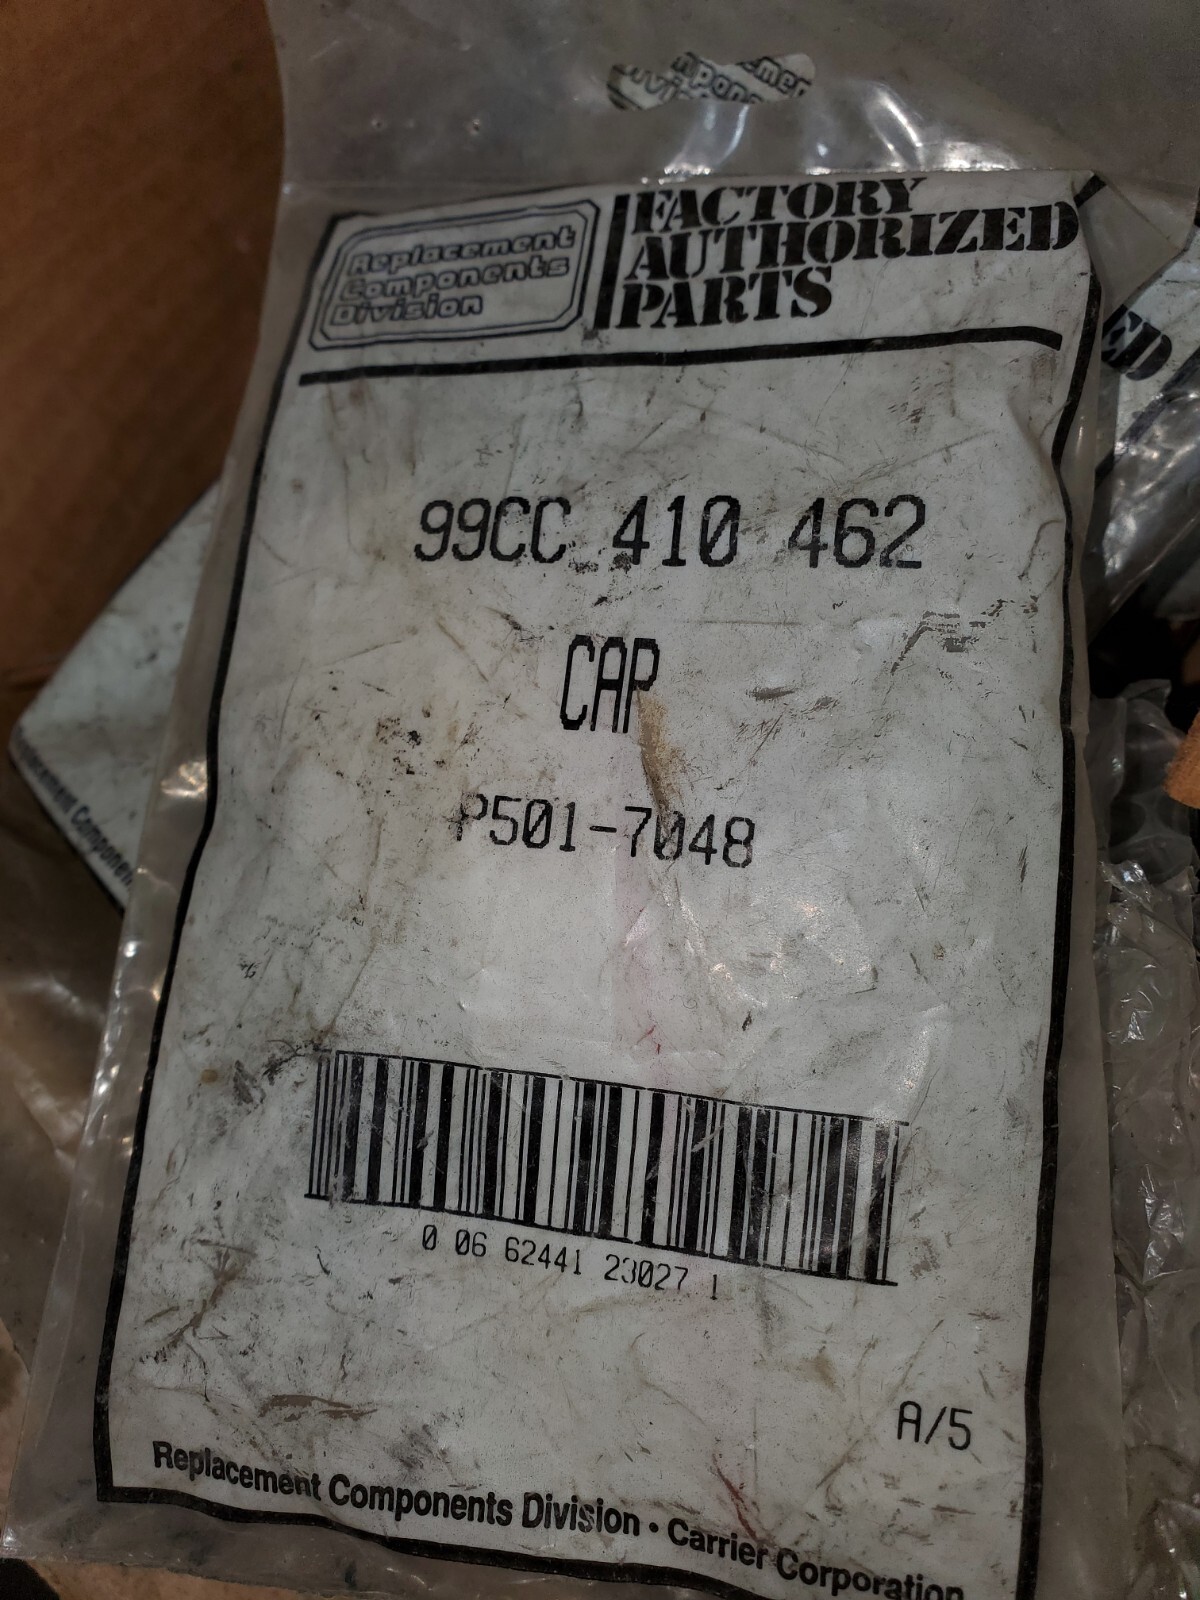 Replacement
Components
Division
FACTORY
AUTHORIZED
PARTS
99CC 410 462
CAP
P501-7048
0 06 62441 23027 1
A/5
Replacement Components Division • Carrier Corporation
ED